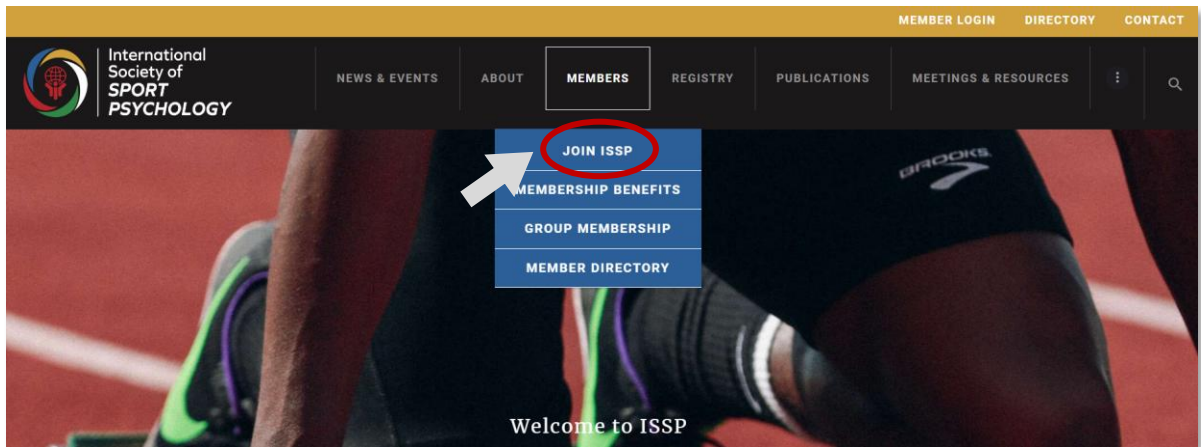 MEMBER LOGIN DIRECTORY CONTACT
International
Society of
SPORT
PSYCHOLOGY
NEWS & EVENTS ABOUT MEMBERS REGISTRY PUBLICATIONS MEETINGS & RESOURCES
JOIN ISSP
MEMBERSHIP BENEFITS
GROUP MEMBERSHIP
MEMBER DIRECTORY
BROOKS
Welcome to ISSP